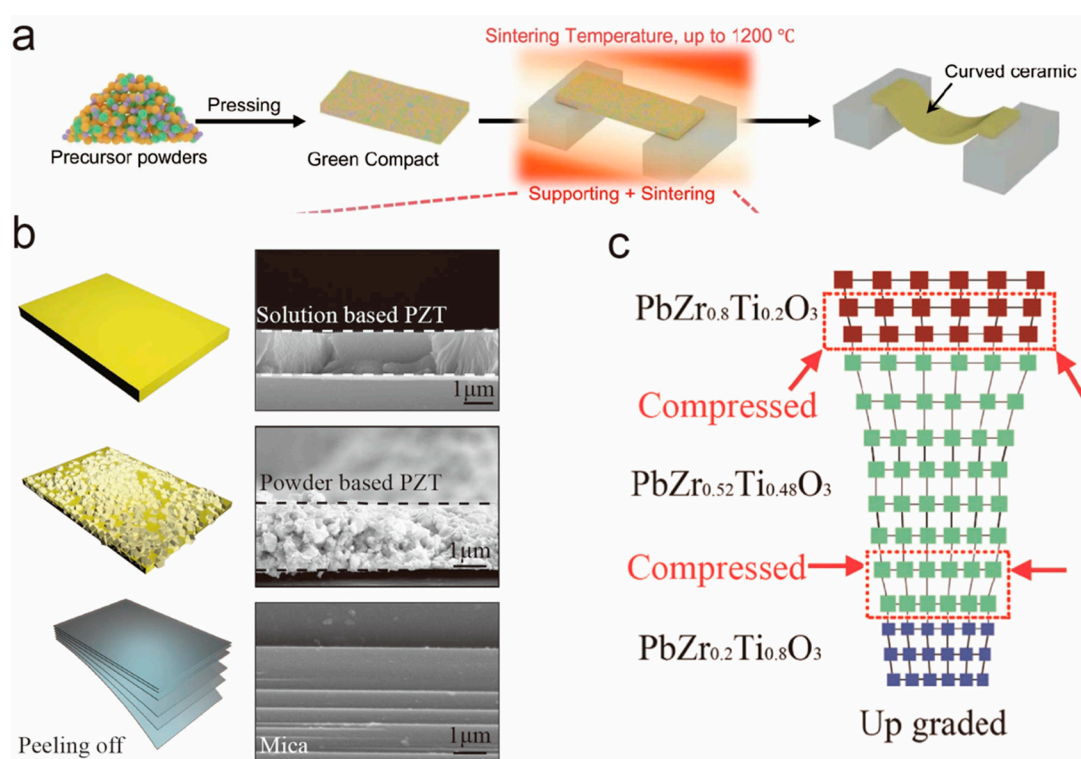 a
Sintering Temperature, up to 1200 ℃
Pressing
Curved ceramic
Precursor powders
Green Compact
Supporting + Sintering
b
Solution based PZT
1μm
Powder based PZT
1μm
Peeling off
Mica
1μm
c
PbZr0.8Ti0.2O3
Compressed
PbZr0.52Ti0.48O3
Compressed
PbZr0.2Ti0.8O3
Up graded